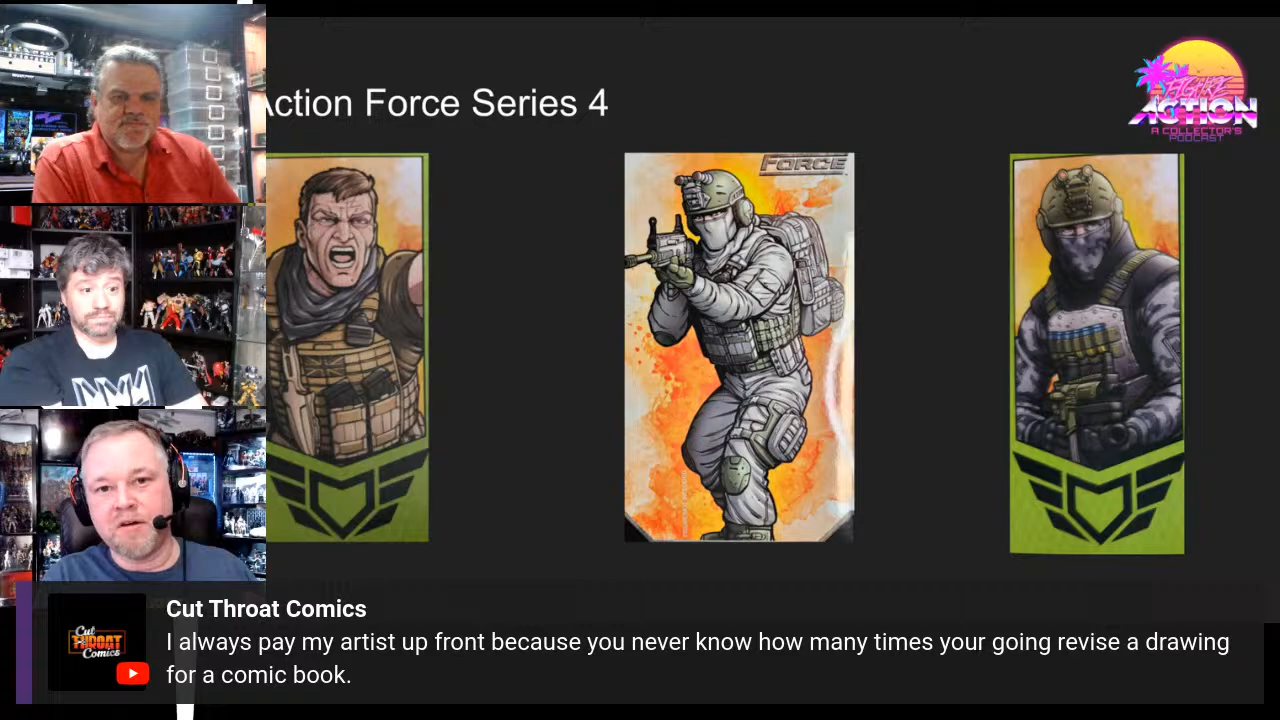 Action Force Series 4
FIGURE
ACTION
A COLLECTOR'S
PODCAST
FORCE
Cut Throat Comics
Cut
THROAT
Comics
I always pay my artist up front because you never know how many times your going revise a drawing
for a comic book.